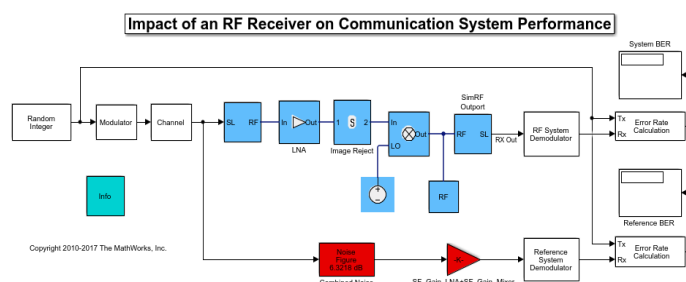 Impact of an RF Receiver on Communication System Performance
System BER
SimRF
Outport
Random
Integer
Modulator
Channel
SL RF
In Out
LNA
1 S 2
Image Reject
In
Out
LO
RF SL
RX Out
RF System
Demodulator
Tx
Rx
Error Rate
Calculation
RF
Info
Reference BER
Copyright 2010-2017 The MathWorks, Inc.
Noise
Figure
Reference
System
Demodulator
Tx
Rx
Error Rate
Calculation